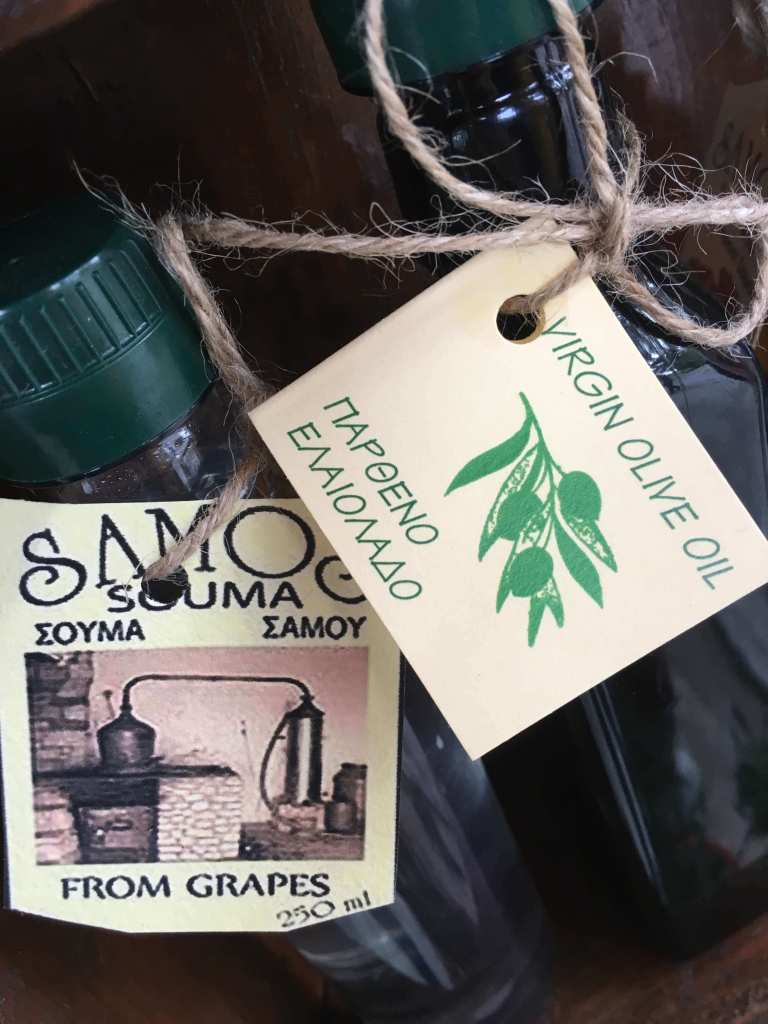 SAMOS
SOUMA
ΣΟΥΜΑ ΣΑΜΟΥ
FROM GRAPES
250 ml
ΠΑΡΘΕΝΟ
ΕΛΑΙΟΛΑΔΟ
VIRGIN OLIVE OIL